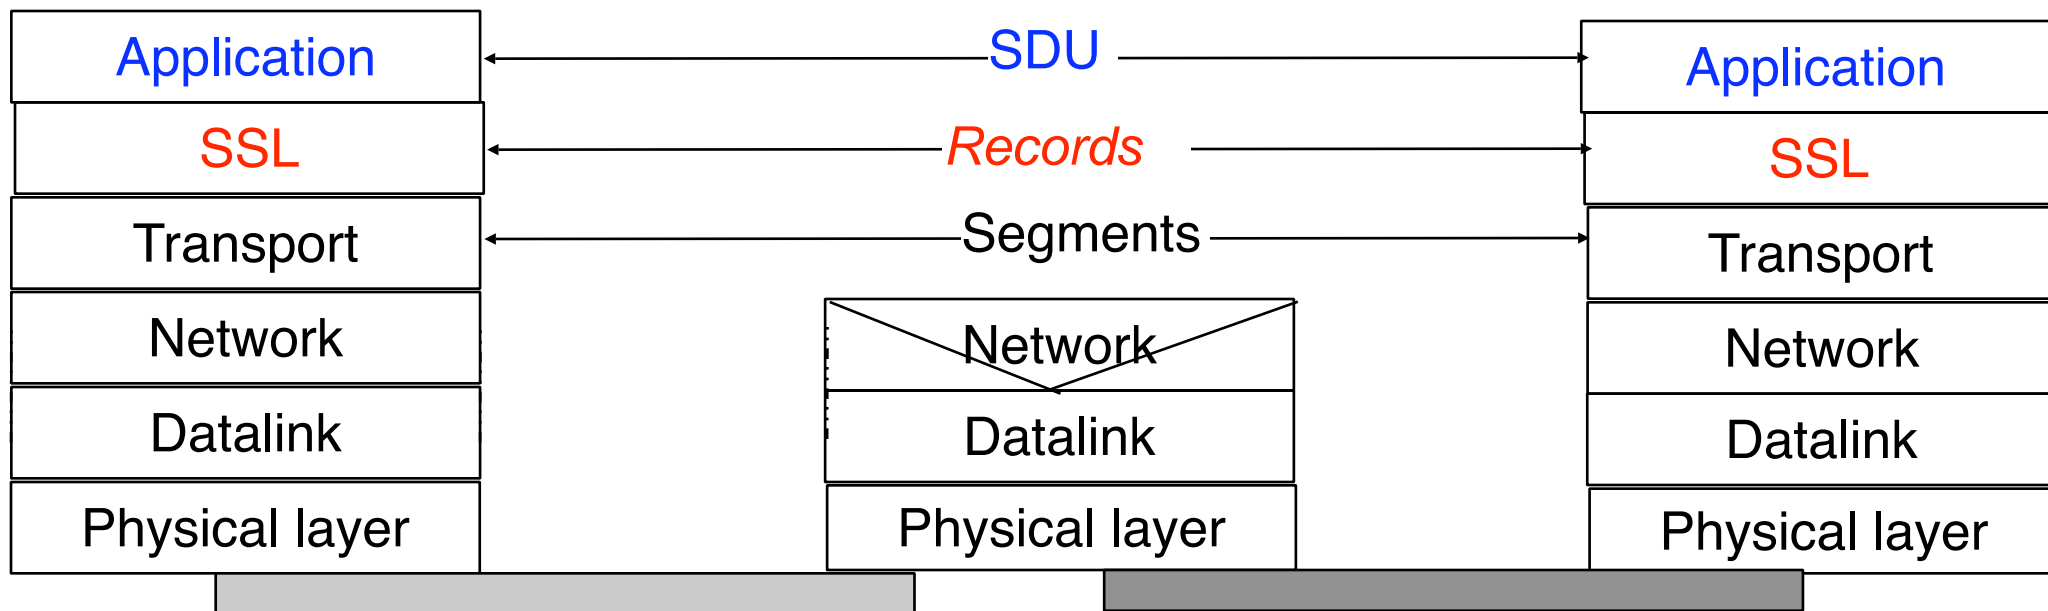 Application
SDU
Application
SSL
Records
SSL
Transport
Segments
Transport
Network
Network
Network
Datalink
Datalink
Datalink
Physical layer
Physical layer
Physical layer